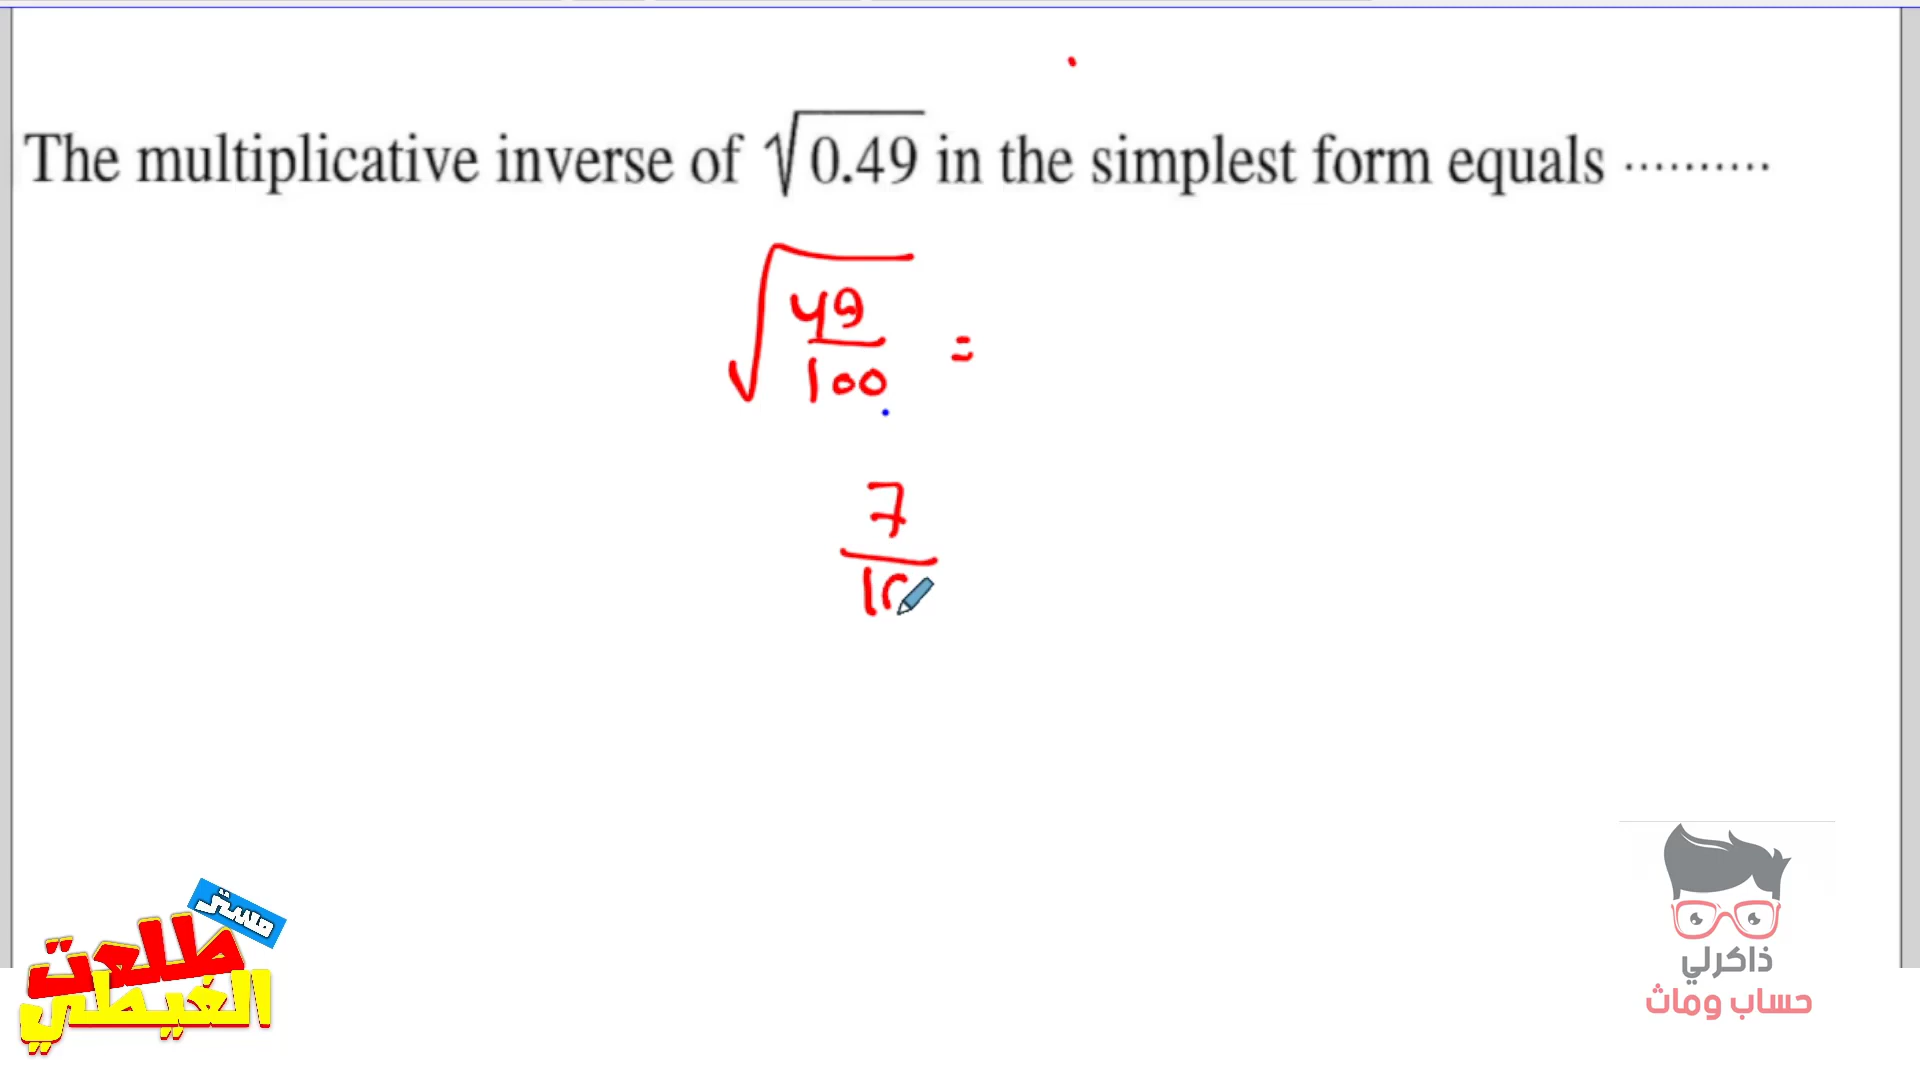 The multiplicative inverse of √0.49 in the simplest form equals ..........
√49/100 =
7
10
مستر
طلعت
الغيطي
ذاكرلي
حساب وماث